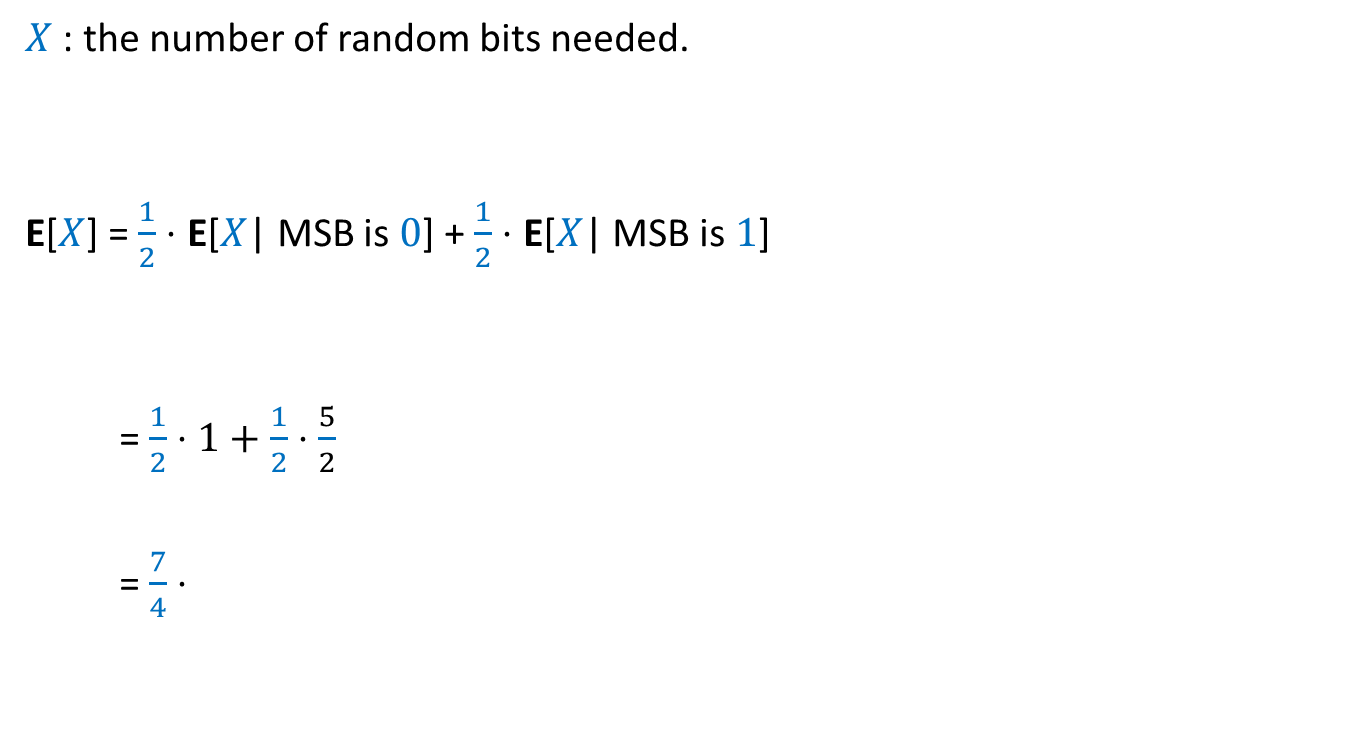 X : the number of random bits needed.
E[X] = 1/2 · E[X| MSB is 0] + 1/2 · E[X| MSB is 1]
= 1/2 · 1 + 1/2 · 5/2
= 7/4 ·